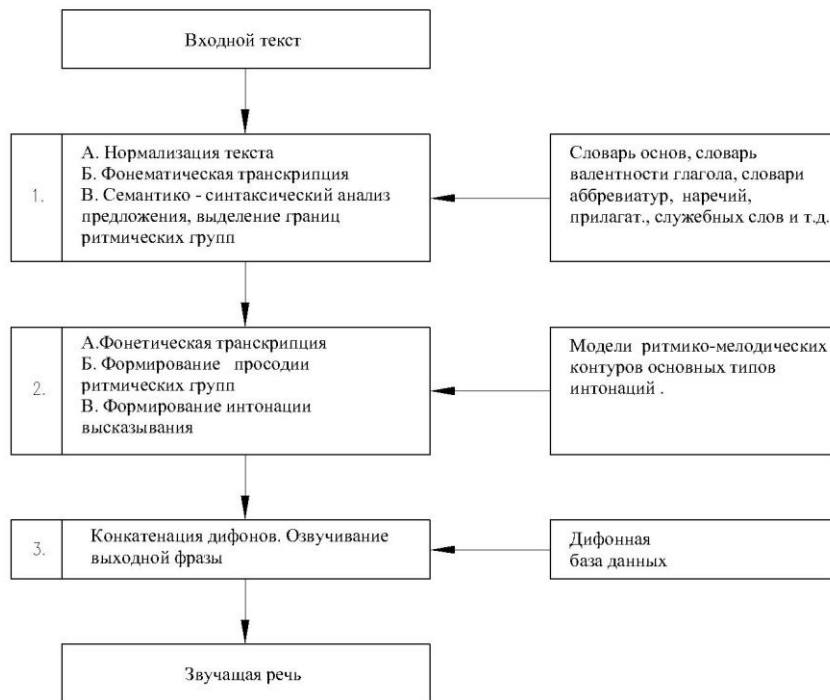 Входной текст
1.
А. Нормализация текста
Б. Фонематическая транскрипция
В. Семантико - синтаксический анализ
предложения, выделение границ
ритмических групп
Словарь основ, словарь
валентности глагола, словари
аббревиатур, наречий,
прилагат., служебных слов и т.д.
2.
А.Фонетическая транскрипция
Б. Формирование просодии
ритмических групп
В. Формирование интонации
высказывания
Модели ритмико-мелодических
контуров основных типов
интонаций .
3.
Конкатенация дифонов. Озвучивание
выходной фразы
Дифонная
база данных
Звучащая речь